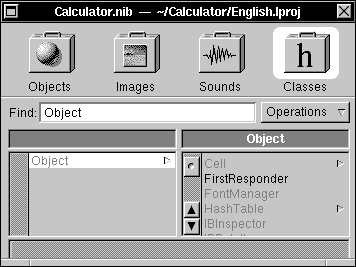 Calculator.nib — ~/Calculator/English.lproj
h
Objects Images Sounds Classes
Find: Object Operations
Object
Object
Cell
FirstResponder
FontManager
HashTable
IBInspector